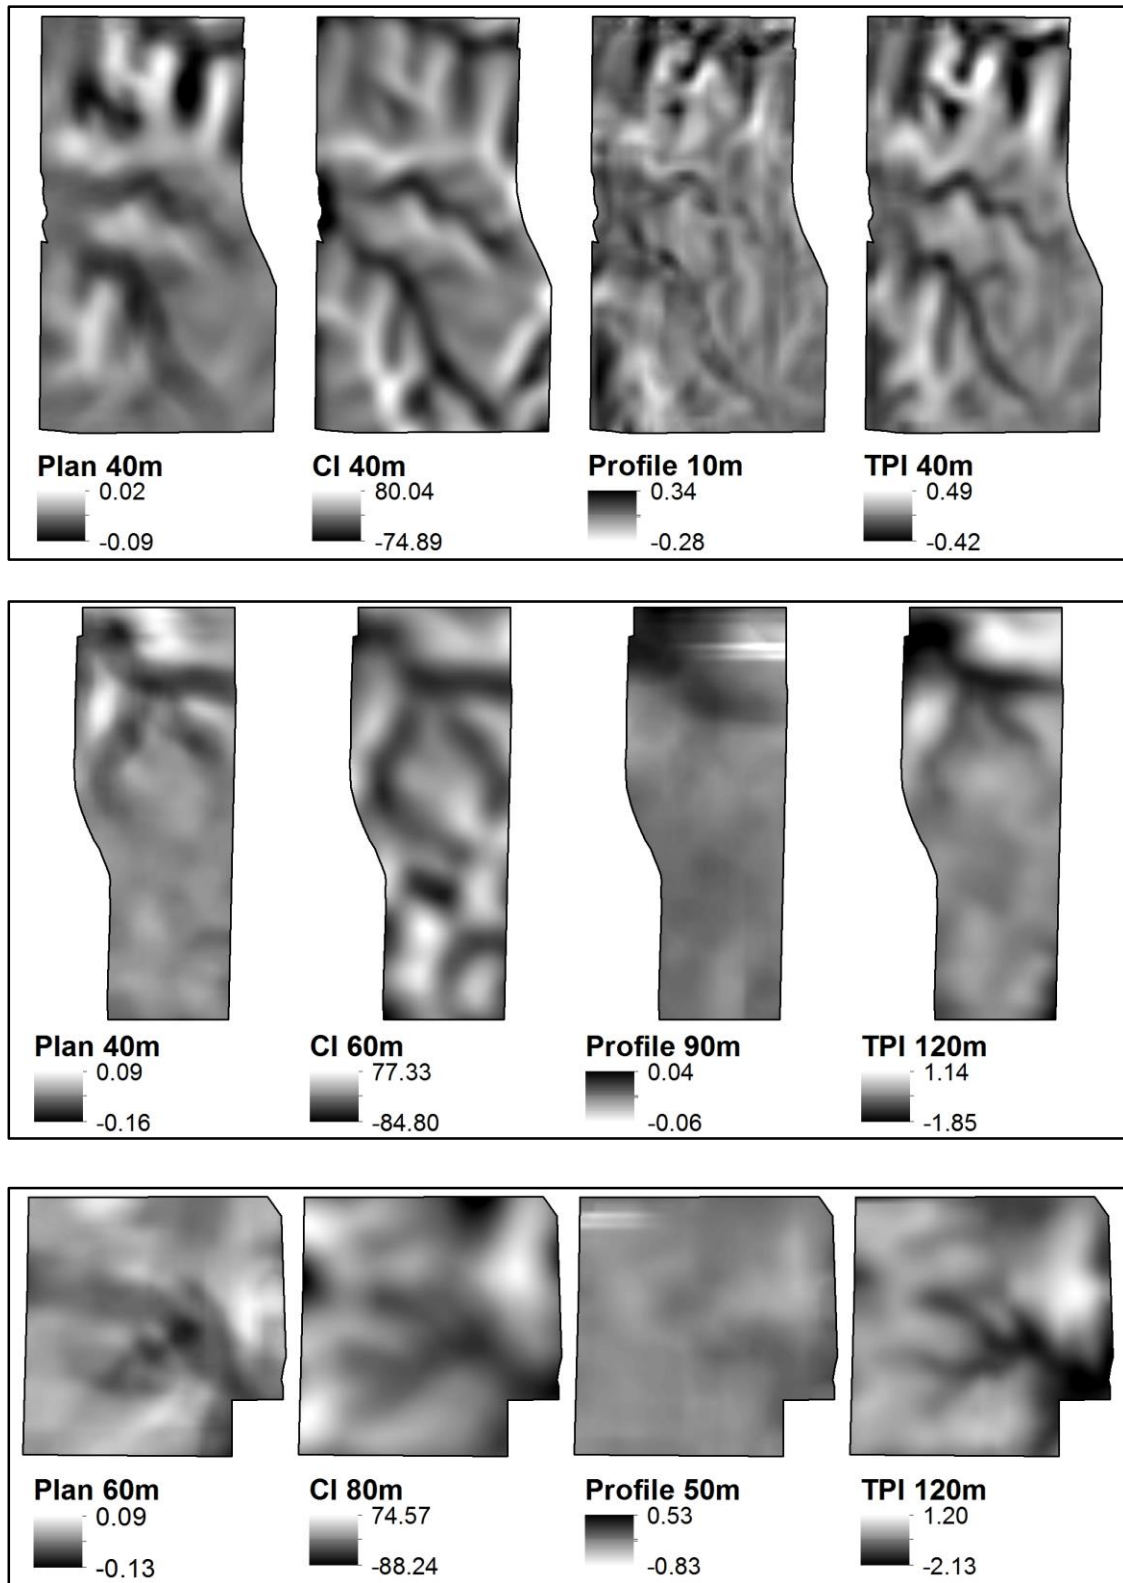 Plan 40m CI 40m Profile 10m TPI 40m
0.02 80.04 0.34 0.49
-0.09 -74.89 -0.28 -0.42
Plan 40m CI 60m Profile 90m TPI 120m
0.09 77.33 0.04 1.14
-0.16 -84.80 -0.06 -1.85
Plan 60m CI 80m Profile 50m TPI 120m
0.09 74.57 0.53 1.20
-0.13 -88.24 -0.83 -2.13